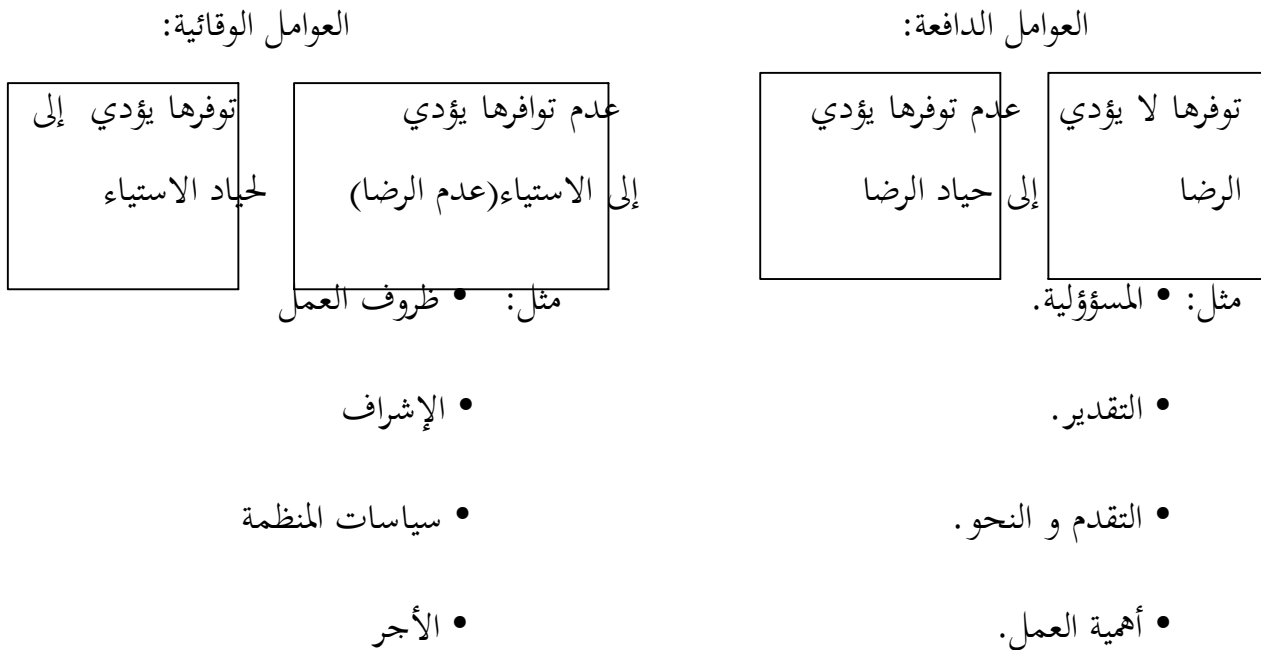 العوامل الدافعة:
العوامل الوقائية:
توفرها لا يؤدي
الرضا
عدم توفرها يؤدي
إلى حياد الرضا
عدم توافرها يؤدي
إلى الاستياء(عدم الرضا)
توفرها يؤدي إلى
لحياد الاستياء
مثل: • المسؤؤلية.
• التقدير.
• التقدم و النحو.
• أهمية العمل.
مثل: • ظروف العمل
• الإشراف
• سياسات المنظمة
• الأجر